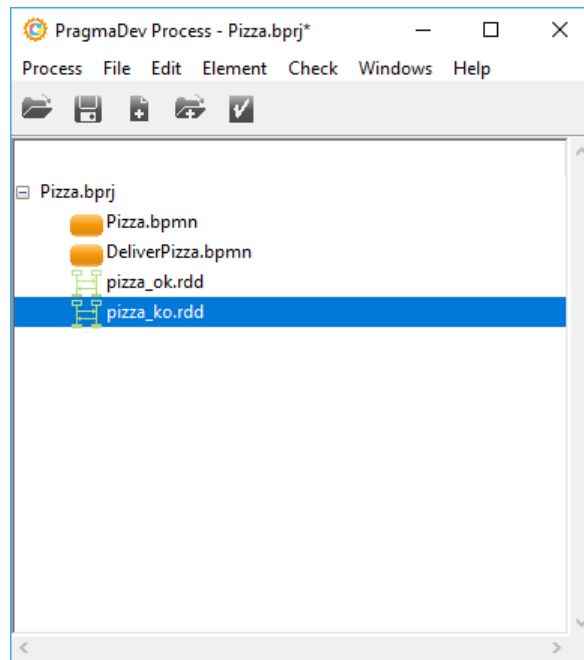 PragmaDev Process - Pizza.bprj*
Process File Edit Element Check Windows Help
Pizza.bprj
Pizza.bpmn
DeliverPizza.bpmn
pizza_ok.rdd
pizza_ko.rdd